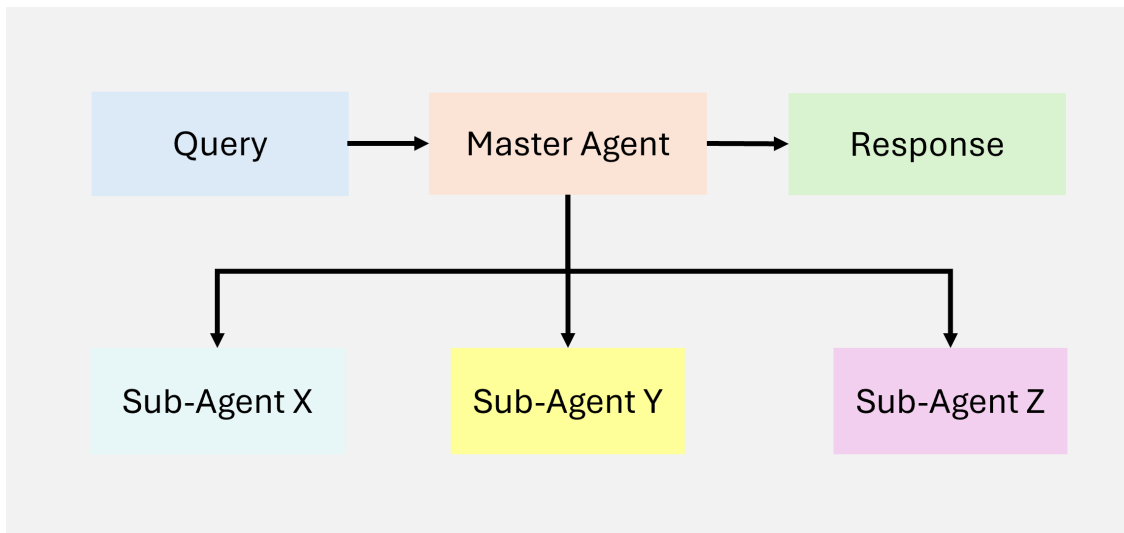 Query
Master Agent
Response
Sub-Agent X
Sub-Agent Y
Sub-Agent Z